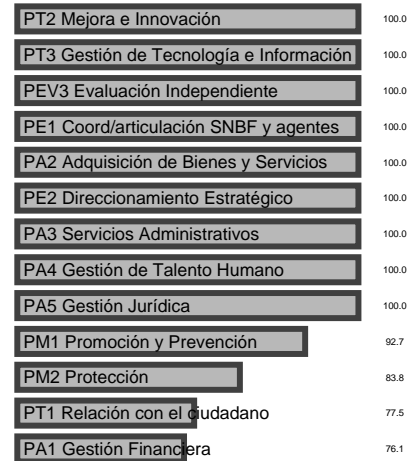 PT2 Mejora e Innovación 100.0
PT3 Gestión de Tecnología e Información 100.0
PEV3 Evaluación Independiente 100.0
PE1 Coord/articulación SNBF y agentes 100.0
PA2 Adquisición de Bienes y Servicios 100.0
PE2 Direccionamiento Estratégico 100.0
PA3 Servicios Administrativos 100.0
PA4 Gestión de Talento Humano 100.0
PA5 Gestión Jurídica 100.0
PM1 Promoción y Prevención 92.7
PM2 Protección 83.8
PT1 Relación con el ciudadano 77.5
PA1 Gestión Financiera 76.1